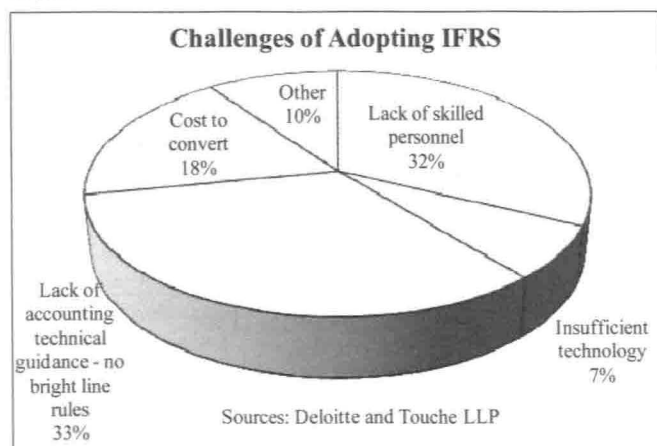 Challenges of Adopting IFRS
Other
10%
Lack of skilled
personnel
32%
Cost to
convert
18%
Lack of
accounting
technical
guidance - no
bright line
rules
33%
Insufficient
technology
7%
Sources: Deloitte and Touche LLP